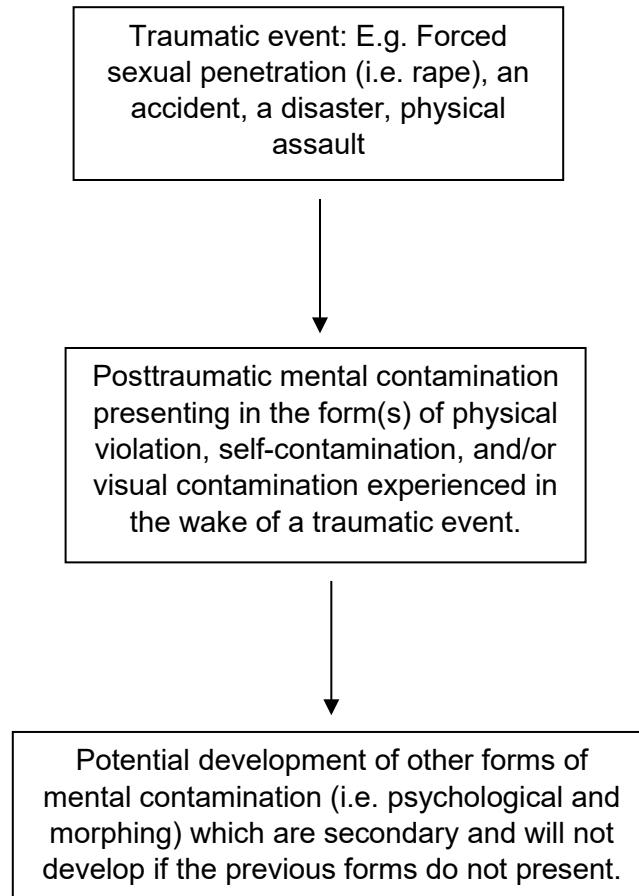 Traumatic event: E.g. Forced
sexual penetration (i.e. rape), an
accident, a disaster, physical
assault
Posttraumatic mental contamination
presenting in the form(s) of physical
violation, self-contamination, and/or
visual contamination experienced in
the wake of a traumatic event.
Potential development of other forms of
mental contamination (i.e. psychological and
morphing) which are secondary and will not
develop if the previous forms do not present.